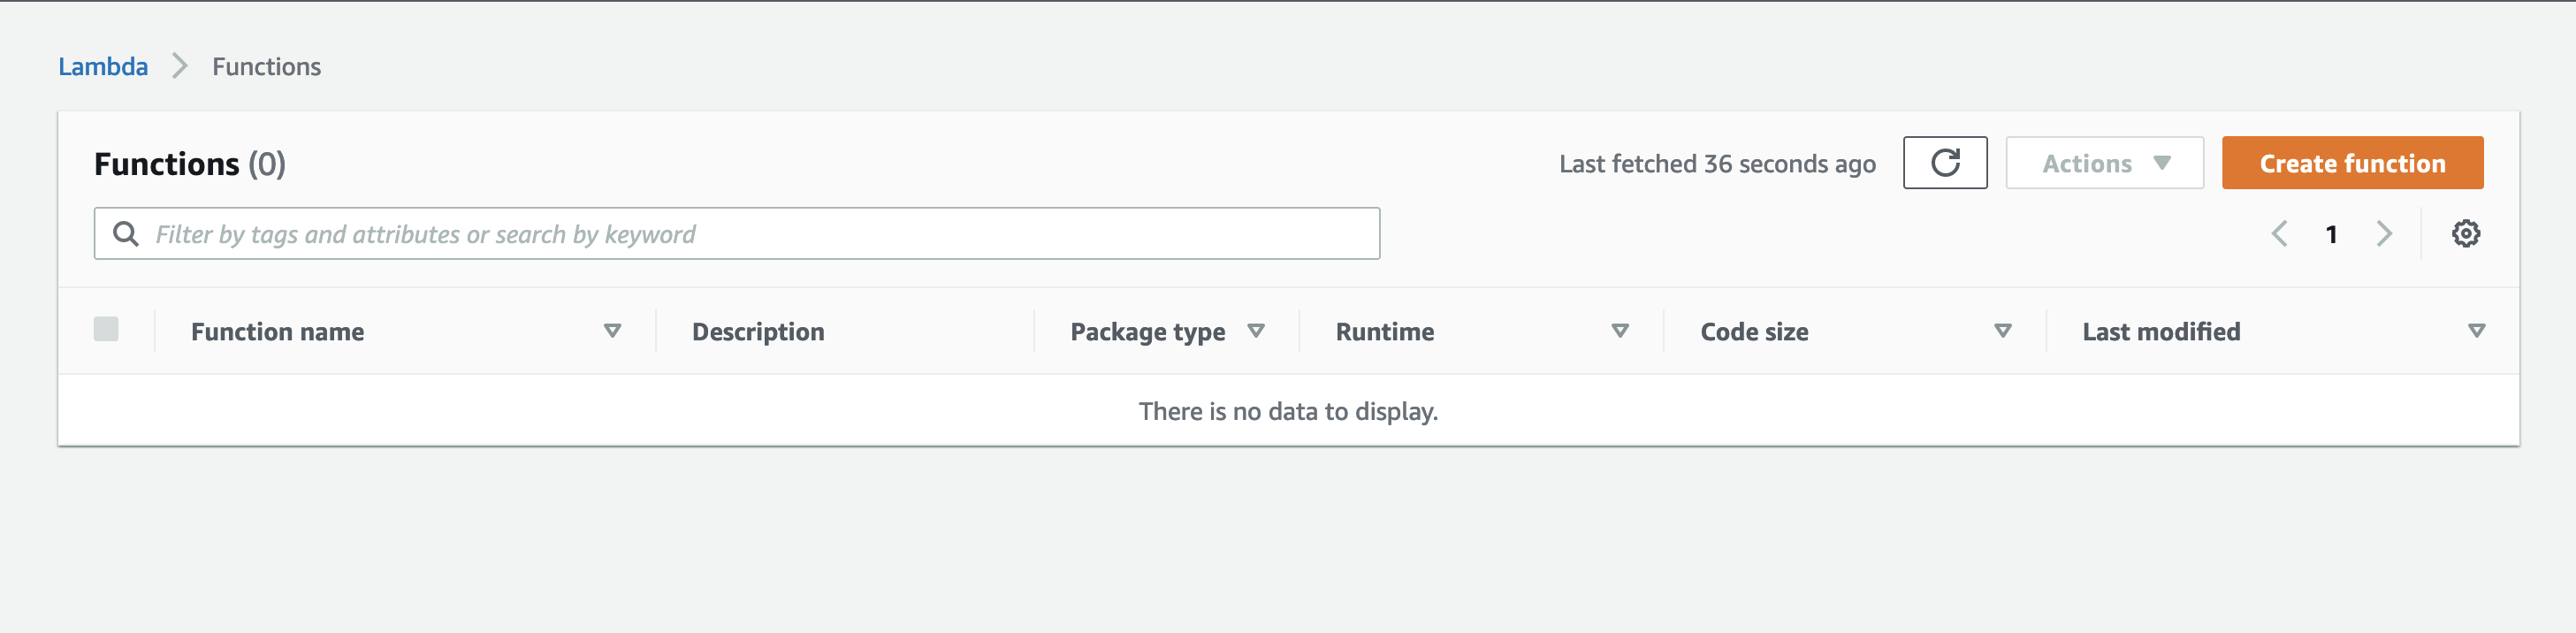 Lambda > Functions
Functions (0)
Last fetched 36 seconds ago
Actions
Create function
Filter by tags and attributes or search by keyword
1
Function name Description Package type Runtime Code size Last modified
There is no data to display.